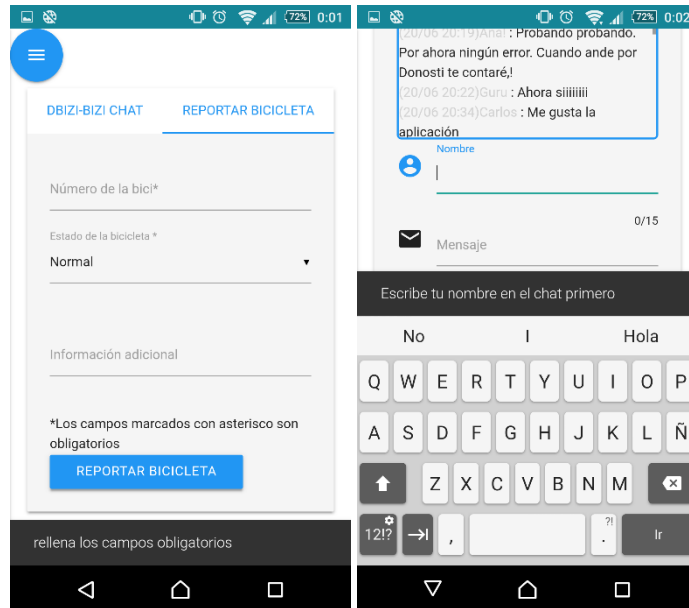 72% 0:01
DBIZI-BIZI CHAT REPORTAR BICICLETA
Número de la bici*
Estado de la bicicleta *
Normal
Información adicional
*Los campos marcados con asterisco son
obligatorios
REPORTAR BICICLETA
rellena los campos obligatorios
72% 0:02
(20/06 20:19)Ana! : Probando probando.
Por ahora ningún error. Cuando ande por
Donosti te contaré,!
(20/06 20:22)Guru : Ahora siiiiiiii
(20/06 20:34)Carlos : Me gusta la
aplicación
Nombre
0/15
Mensaje
Escribe tu nombre en el chat primero
No I Hola
Q W E R T Y U I O P
A S D F G H J K L Ñ
Z X C V B N M
12!? , ?! . Ir